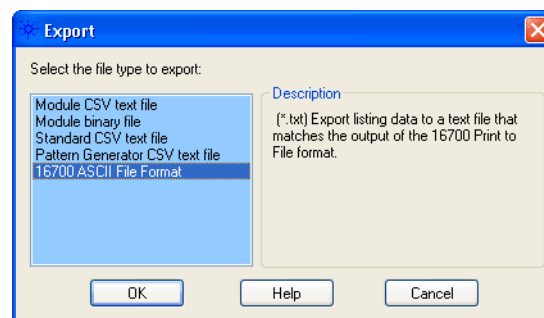 Export
Select the file type to export:
Module CSV text file
Module binary file
Standard CSV text file
Pattern Generator CSV text file
16700 ASCII File Format
Description
(*.txt) Export listing data to a text file that
matches the output of the 16700 Print to
File format.
OK
Help
Cancel